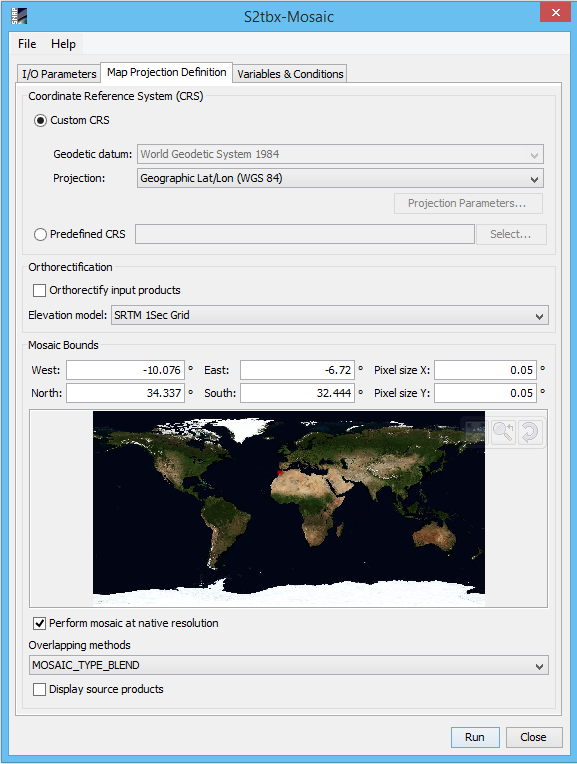 S2tbx-Mosaic
File Help
I/O Parameters Map Projection Definition Variables & Conditions
Coordinate Reference System (CRS)
Custom CRS
Geodetic datum: World Geodetic System 1984
Projection: Geographic Lat/Lon (WGS 84)
Projection Parameters...
Predefined CRS Select...
Orthorectification
Orthorectify input products
Elevation model: SRTM 1Sec Grid
Mosaic Bounds
West: -10.076 ° East: -6.72 ° Pixel size X: 0.05 °
North: 34.337 ° South: 32.444 ° Pixel size Y: 0.05 °
Perform mosaic at native resolution
Overlapping methods
MOSAIC_TYPE_BLEND
Display source products
Run Close